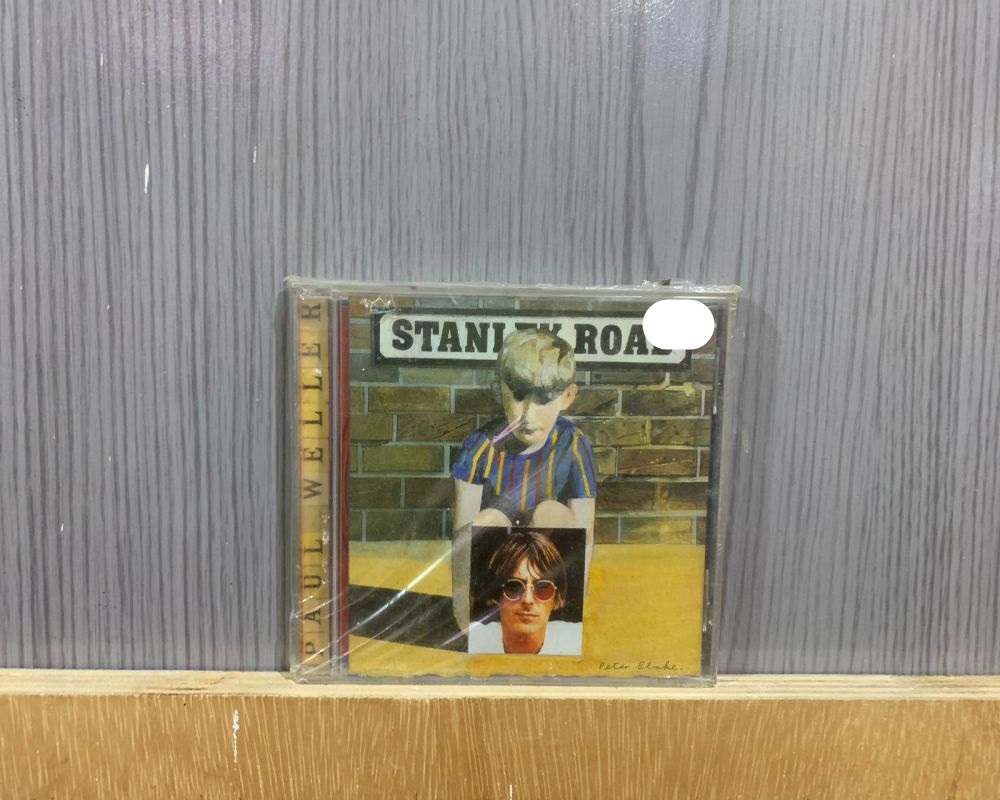 STANLEY ROAD
PAUL WELLER
Peter Blake.